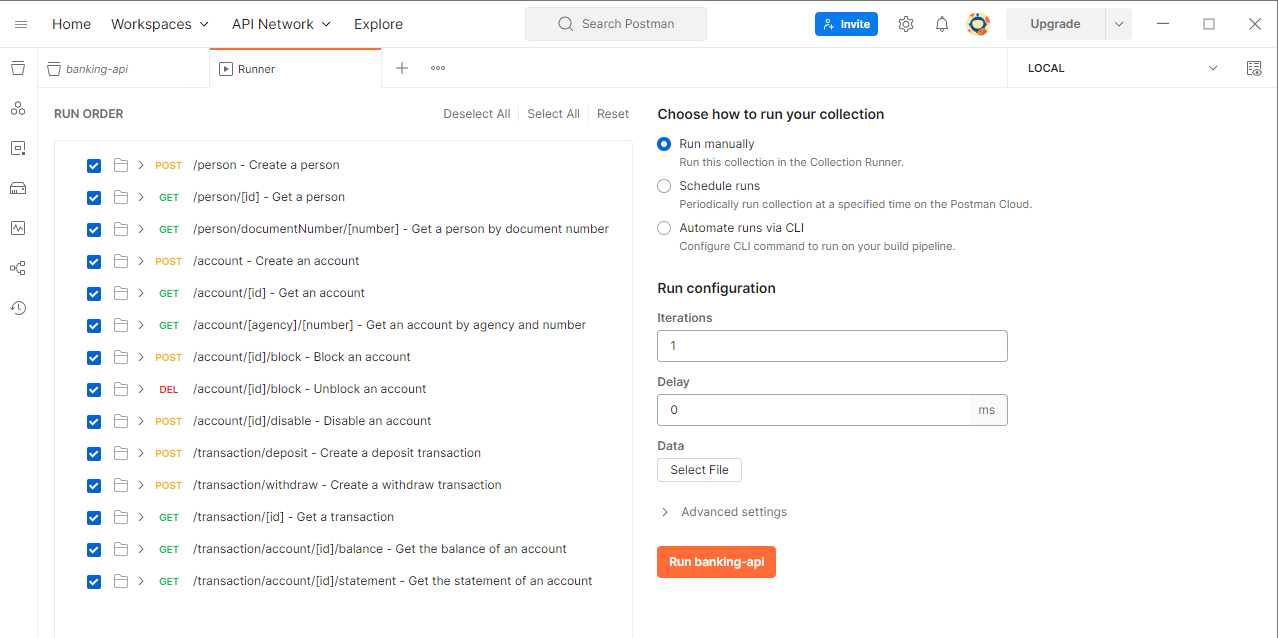 Home Workspaces API Network Explore Search Postman Invite Upgrade
banking-api Runner LOCAL
RUN ORDER Deselect All Select All Reset
POST /person - Create a person
GET /person/[id] - Get a person
GET /person/documentNumber/[number] - Get a person by document number
POST /account - Create an account
GET /account/[id] - Get an account
GET /account/[agency]/[number] - Get an account by agency and number
POST /account/[id]/block - Block an account
DEL /account/[id]/block - Unblock an account
POST /account/[id]/disable - Disable an account
POST /transaction/deposit - Create a deposit transaction
POST /transaction/withdraw - Create a withdraw transaction
GET /transaction/[id] - Get a transaction
GET /transaction/account/[id]/balance - Get the balance of an account
GET /transaction/account/[id]/statement - Get the statement of an account
Choose how to run your collection
Run manually
Run this collection in the Collection Runner.
Schedule runs
Periodically run collection at a specified time on the Postman Cloud.
Automate runs via CLI
Configure CLI command to run on your build pipeline.
Run configuration
Iterations
1
Delay
0 ms
Data
Select File
Advanced settings
Run banking-api